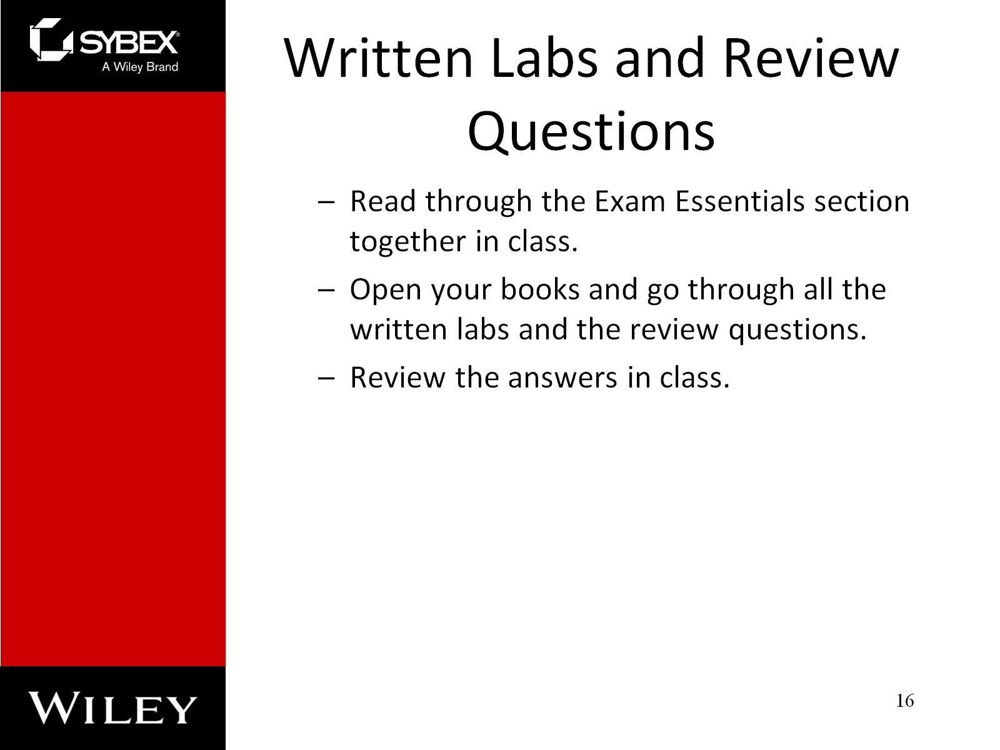 SYBEX®
A Wiley Brand
Written Labs and Review
Questions
– Read through the Exam Essentials section
together in class.
– Open your books and go through all the
written labs and the review questions.
– Review the answers in class.
WILEY
16